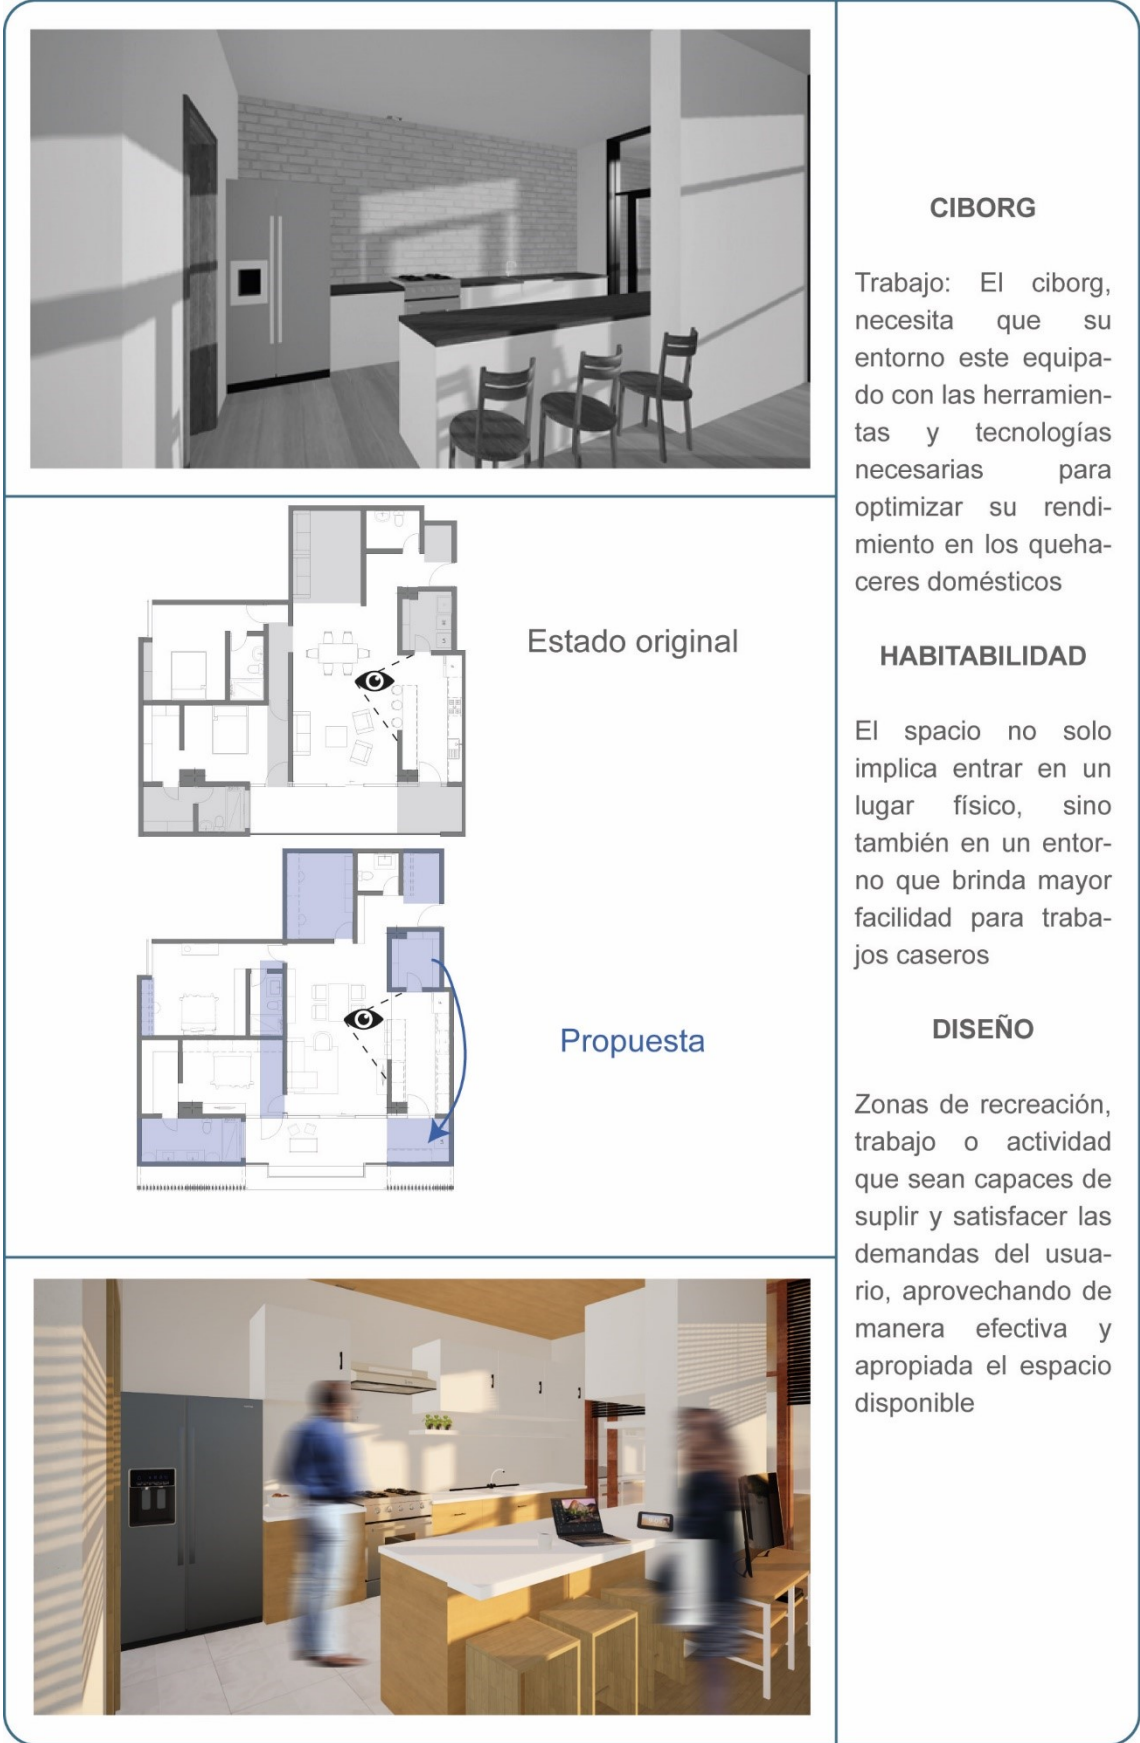 Estado original
Propuesta
CIBORG
Trabajo: El ciborg,
necesita que su
entorno este equipa-
do con las herramien-
tas y tecnologías
necesarias para
optimizar su rendi-
miento en los queha-
ceres domésticos
HABITABILIDAD
El spacio no solo
implica entrar en un
lugar físico, sino
también en un entor-
no que brinda mayor
facilidad para traba-
jos caseros
DISEÑO
Zonas de recreación,
trabajo o actividad
que sean capaces de
suplir y satisfacer las
demandas del usua-
rio, aprovechando de
manera efectiva y
apropiada el espacio
disponible